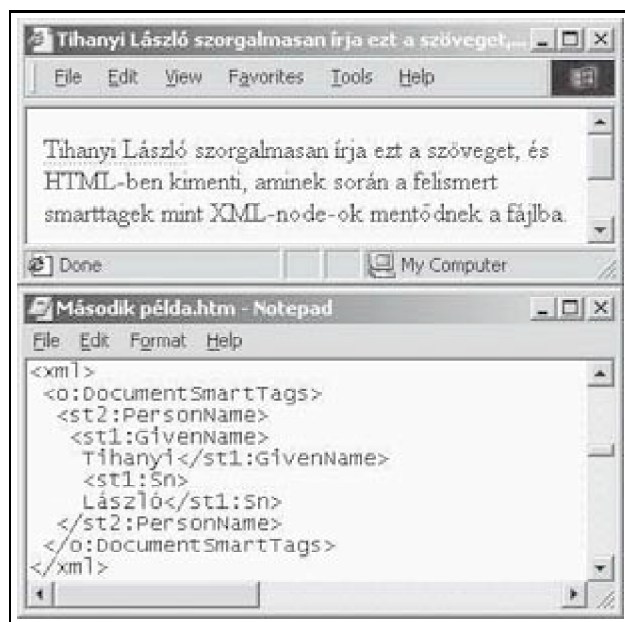 Tihanyi László szorgalmasan írja ezt a szöveget,...
File Edit View Favorites Tools Help
Tihanyi László szorgalmasan írja ezt a szöveget, és
HTML-ben kimenti, aminek során a felismert
smarttagek mint XML-node-ok mentődnek a fájlba
Done My Computer
Második példa.htm - Notepad
File Edit Format Help
<xml>
<o:DocumentSmartTags>
<st2:PersonName>
<st1:GivenName>
Tihanyi</st1:GivenName>
<st1:Sn>
László</st1:Sn>
</st2:PersonName>
</o:DocumentSmartTags>
</xml>